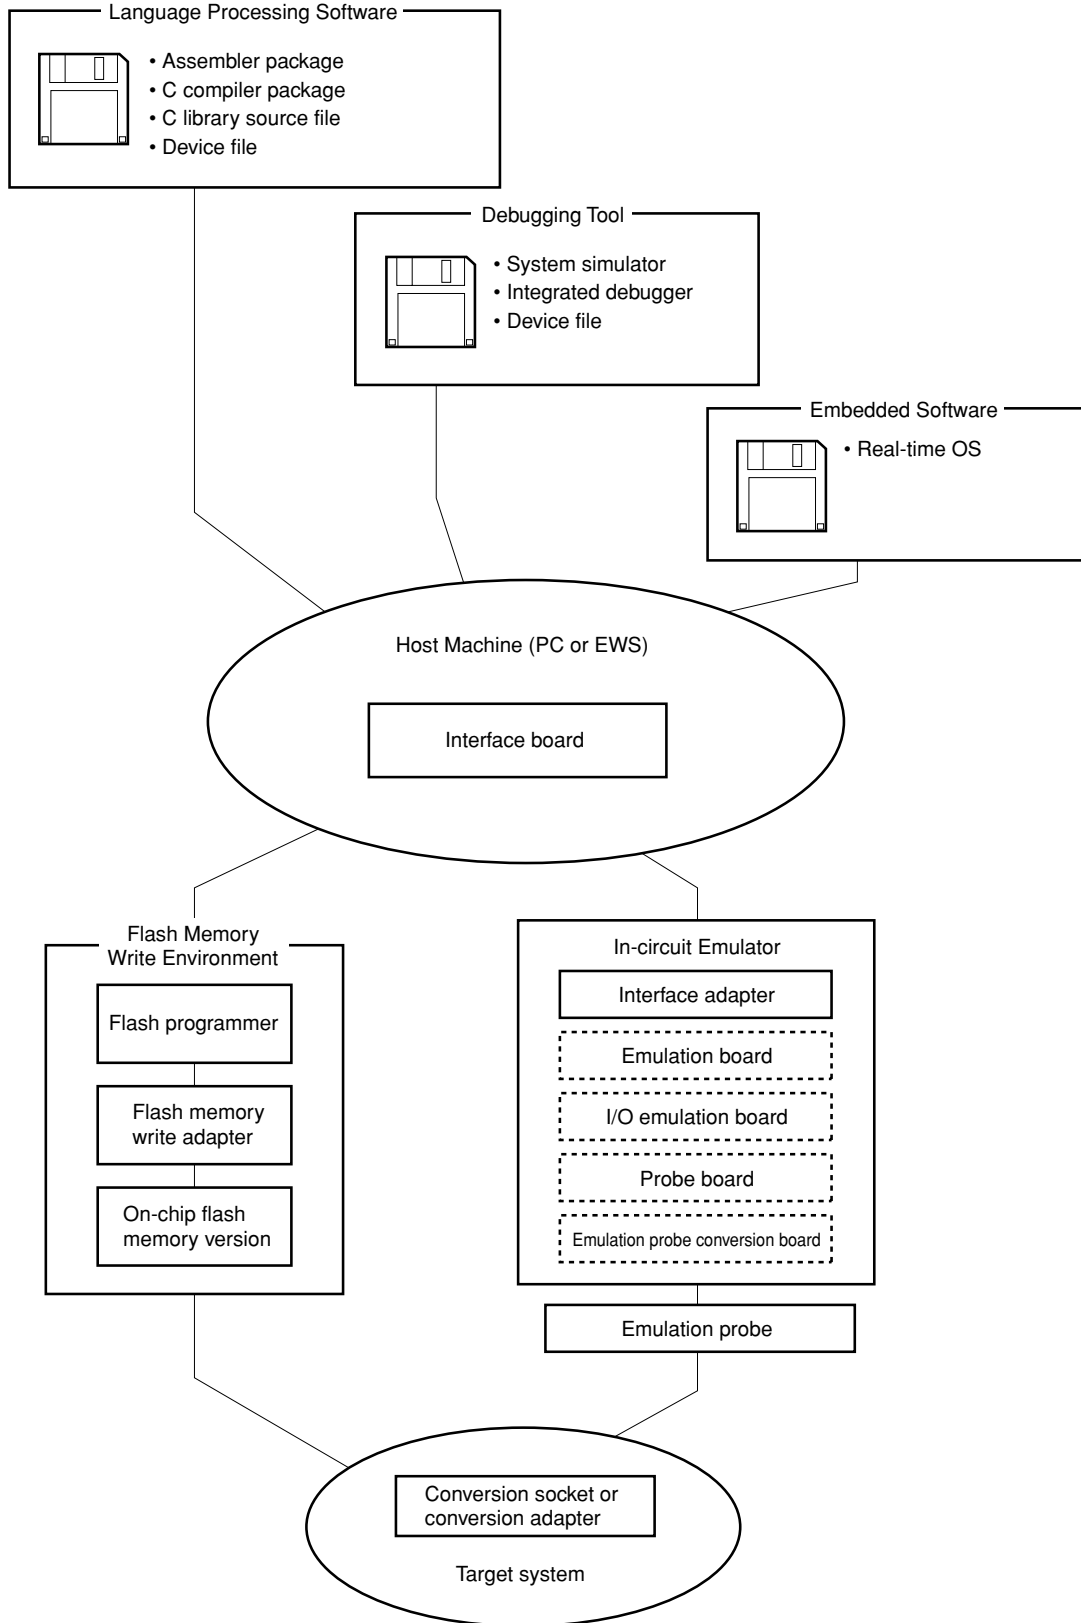 Language Processing Software
• Assembler package
• C compiler package
• C library source file
• Device file
Debugging Tool
• System simulator
• Integrated debugger
• Device file
Embedded Software
• Real-time OS
Host Machine (PC or EWS)
Interface board
Flash Memory
Write Environment
Flash programmer
Flash memory
write adapter
On-chip flash
memory version
In-circuit Emulator
Interface adapter
Emulation board
I/O emulation board
Probe board
Emulation probe conversion board
Emulation probe
Conversion socket or
conversion adapter
Target system